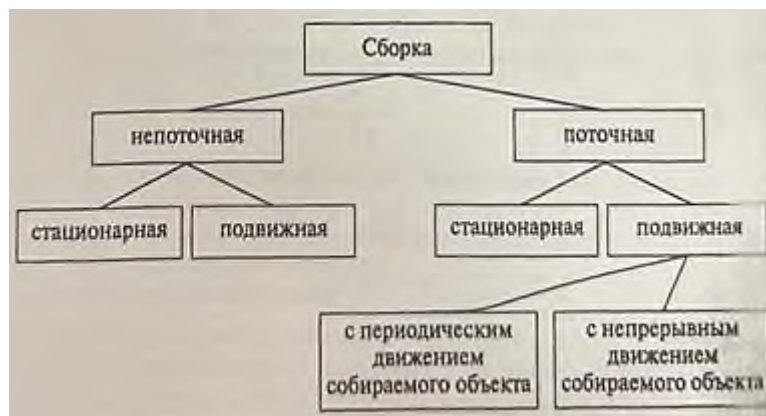 Сборка
непоточная
поточная
стационарная
подвижная
стационарная
подвижная
с периодическим
движением
собираемого объекта
с непрерывным
движением
собираемого объекта